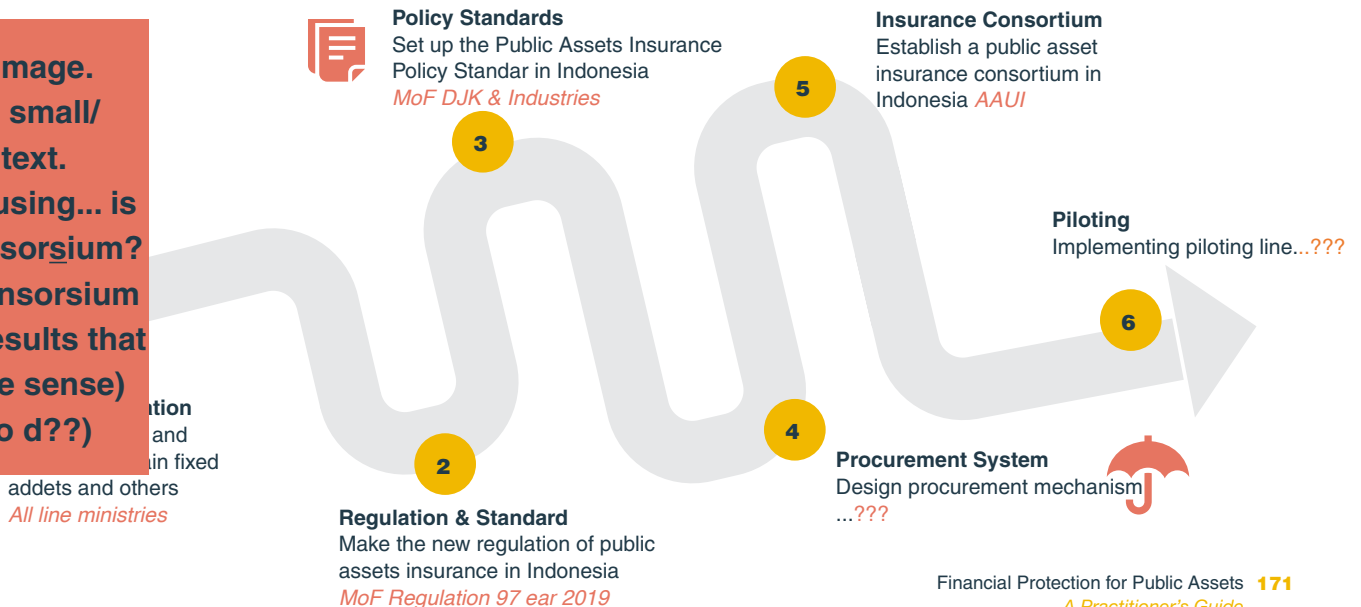 mage.
small/
text.
using... is
sorsium?
nsorsium
esults that
e sense)
o d??)
ation
and
ain fixed
addets and others
All line ministries
2
Regulation & Standard
Make the new regulation of public
assets insurance in Indonesia
MoF Regulation 97 ear 2019
Policy Standards
Set up the Public Assets Insurance
Policy Standar in Indonesia
MoF DJK & Industries
3
4
Procurement System
Design procurement mechanism
...???
Insurance Consortium
Establish a public asset
insurance consortium in
Indonesia AAUI
5
Piloting
Implementing piloting line...???
6
Financial Protection for Public Assets 171
A Practitioner's Guide